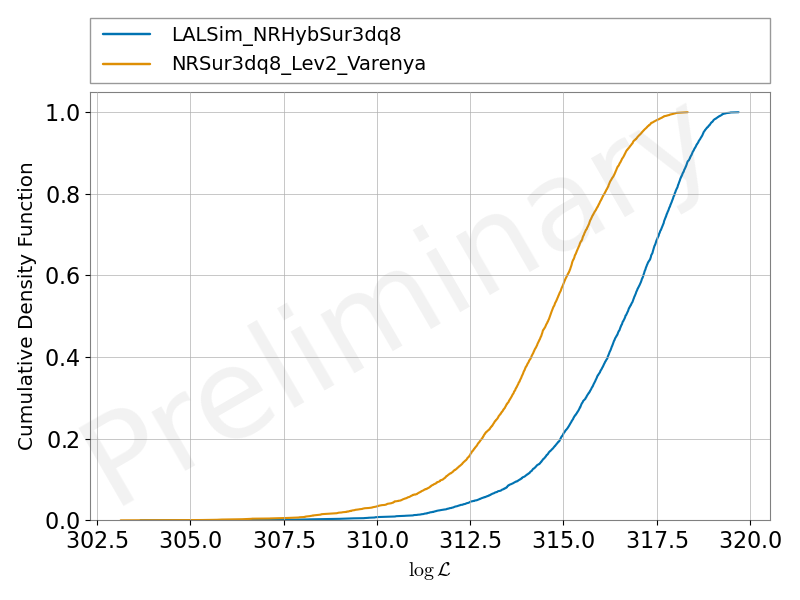 LALSim_NRHybSur3dq8
NRSur3dq8_Lev2_Varenya
Preliminary
Cumulative Density Function
1.0
0.8
0.6
0.4
0.2
0.0
302.5 305.0 307.5 310.0 312.5 315.0 317.5 320.0
log ℒ